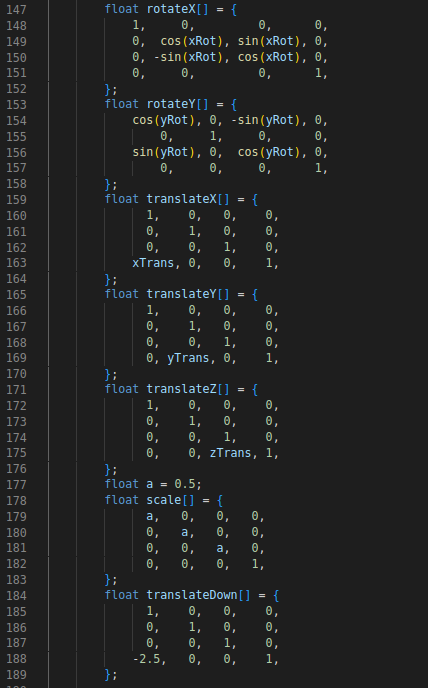 147 float rotateX[] = {
148 1, 0, 0, 0,
149 0, cos(xRot), sin(xRot), 0,
150 0, -sin(xRot), cos(xRot), 0,
151 0, 0, 0, 1,
152 };
153 float rotateY[] = {
154 cos(yRot), 0, -sin(yRot), 0,
155 0, 1, 0, 0,
156 sin(yRot), 0, cos(yRot), 0,
157 0, 0, 0, 1,
158 };
159 float translateX[] = {
160 1, 0, 0, 0,
161 0, 1, 0, 0,
162 0, 0, 1, 0,
163 xTrans, 0, 0, 1,
164 };
165 float translateY[] = {
166 1, 0, 0, 0,
167 0, 1, 0, 0,
168 0, 0, 1, 0,
169 0, yTrans, 0, 1,
170 };
171 float translateZ[] = {
172 1, 0, 0, 0,
173 0, 1, 0, 0,
174 0, 0, 1, 0,
175 0, 0, zTrans, 1,
176 };
177 float a = 0.5;
178 float scale[] = {
179 a, 0, 0, 0,
180 0, a, 0, 0,
181 0, 0, a, 0,
182 0, 0, 0, 1,
183 };
184 float translateDown[] = {
185 1, 0, 0, 0,
186 0, 1, 0, 0,
187 0, 0, 1, 0,
188 -2.5, 0, 0, 1,
189 };